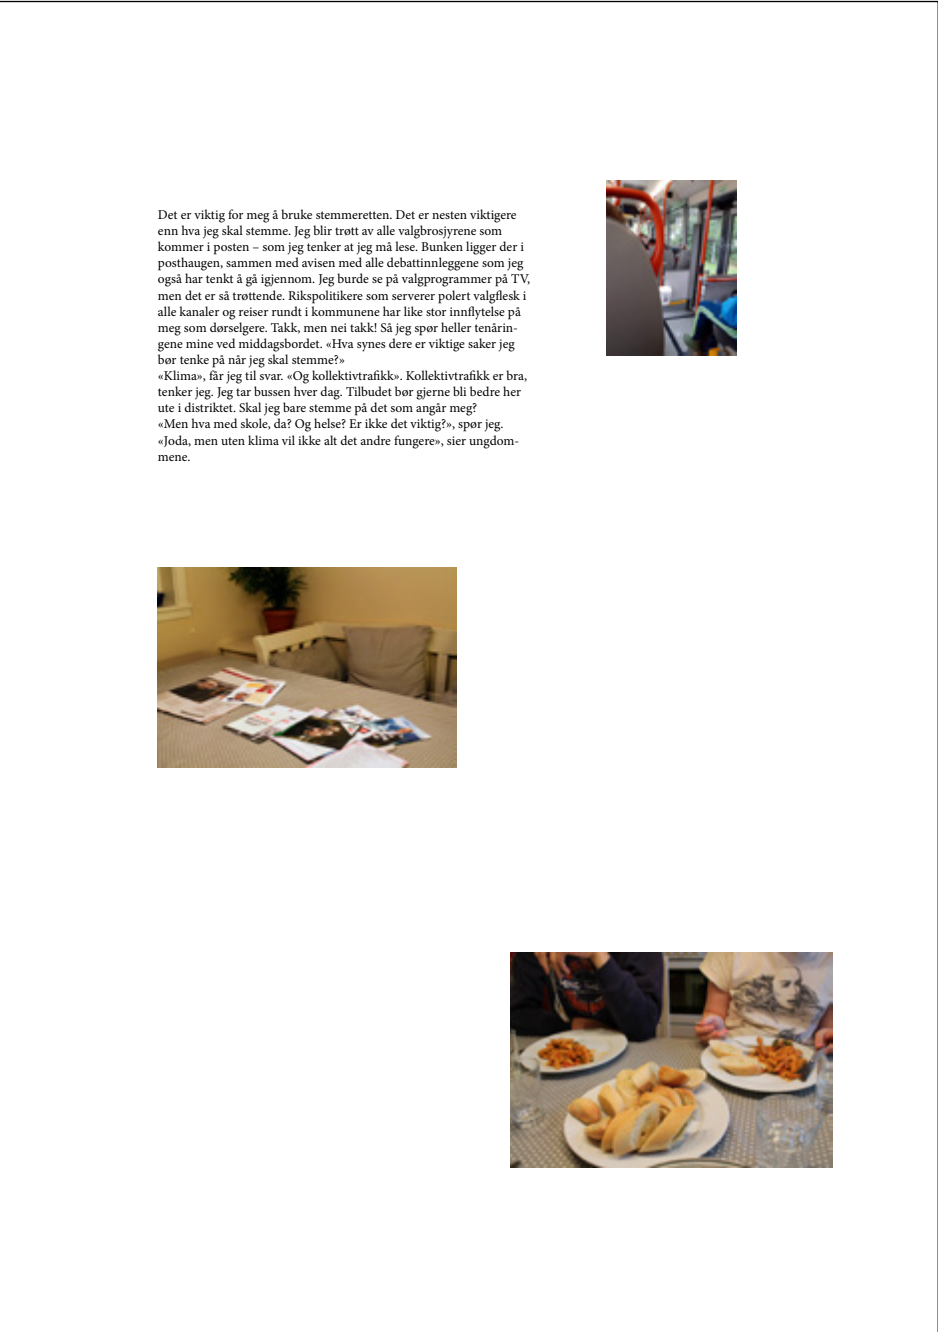 Det er viktig for meg å bruke stemmeretten. Det er nesten viktigere
enn hva jeg skal stemme. Jeg blir trøtt av alle valgbrosjyrene som
kommer i posten – som jeg tenker at jeg må lese. Bunken ligger der i
posthaugen, sammen med avisen med alle debattinnleggene som jeg
også har tenkt å gå igjennom. Jeg burde se på valgprogrammer på TV,
men det er så trøttende. Rikspolitikere som serverer polert valgflesk i
alle kanaler og reiser rundt i kommunene har like stor innflytelse på
meg som dørselgere. Takk, men nei takk! Så jeg spør heller tenårin-
gene mine ved middagsbordet. «Hva synes dere er viktige saker jeg
bør tenke på når jeg skal stemme?»
«Klima», får jeg til svar. «Og kollektivtrafikk». Kollektivtrafikk er bra,
tenker jeg. Jeg tar bussen hver dag. Tilbudet bør gjerne bli bedre her
ute i distriktet. Skal jeg bare stemme på det som angår meg?
«Men hva med skole, da? Og helse? Er ikke det viktig?», spør jeg.
«Joda, men uten klima vil ikke alt det andre fungere», sier ungdom-
mene.